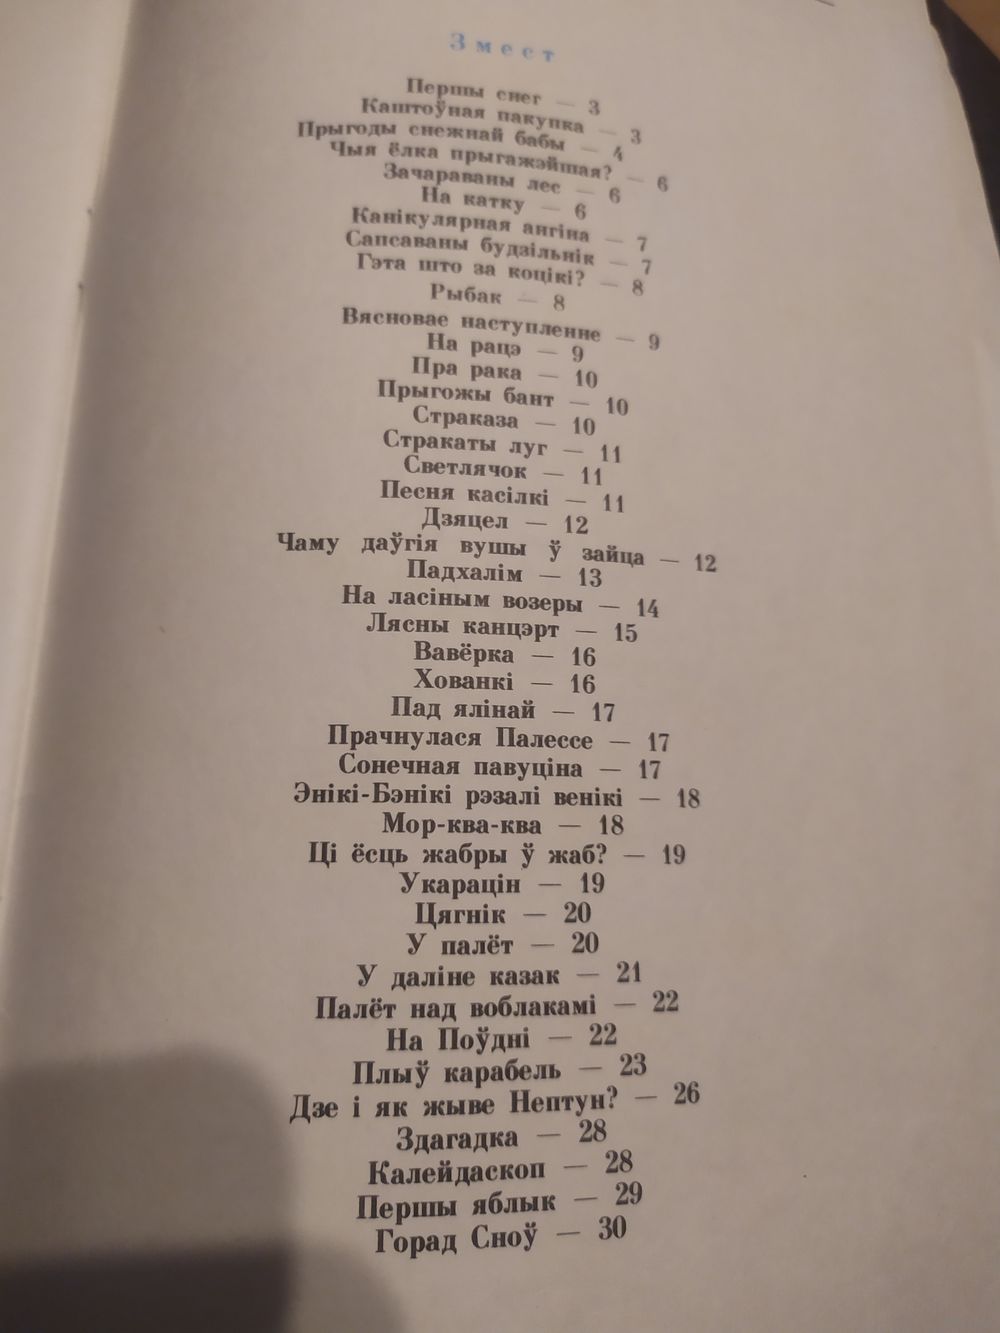 Змест
Першы снег — 3
Каштоўная пакупка — 3
Прыгоды снежнай бабы — 4
Чыя ёлка прыгажэйшая? — 6
Зачараваны лес — 6
На катку — 6
Канікулярная ангіна — 7
Сапсаваны будзільнік — 7
Гэта што за коцікі? — 8
Рыбак — 8
Вясновае наступленне — 9
На рацэ — 9
Пра рака — 10
Прыгожы бант — 10
Страказа — 10
Стракаты луг — 11
Светлячок — 11
Песня касілкі — 11
Дзяцел — 12
Чаму даўгія вушы ў зайца — 12
Падхалім — 13
На ласіным возеры — 14
Лясны канцэрт — 15
Вавёрка — 16
Хованкі — 16
Пад ялінай — 17
Прачнулася Палессе — 17
Сонечная павуціна — 17
Энікі-Бэнікі рэзалі венікі — 18
Мор-ква-ква — 18
Ці ёсць жабры ў жаб? — 19
Укарацін — 19
Цягнік — 20
У палёт — 20
У даліне казак — 21
Палёт над воблакамі — 22
На Поўдні — 22
Плыў карабель — 23
Дзе і як жыве Нептун? — 26
Здагадка — 28
Калейдаскоп — 28
Першы яблык — 29
Горад Сноў — 30